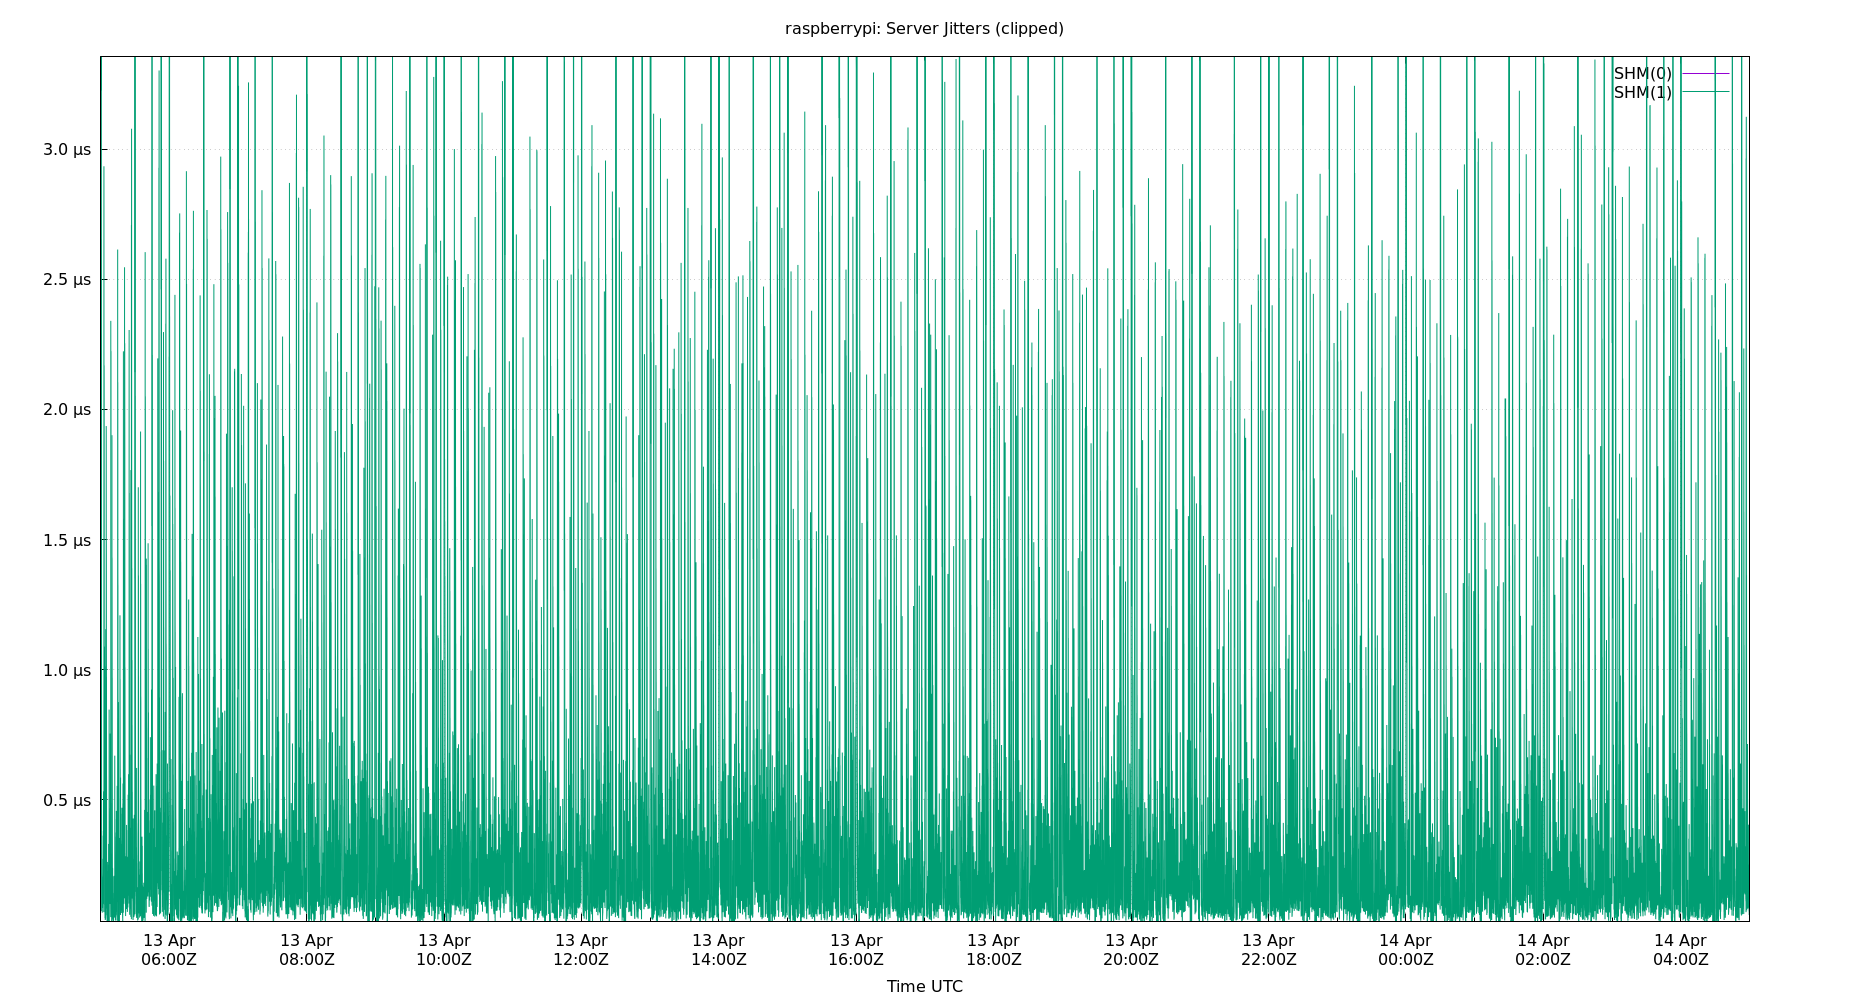 raspberrypi: Server Jitters (clipped)
SHM(0)
SHM(1)
3.0 µs
2.5 µs
2.0 µs
1.5 µs
1.0 µs
0.5 µs
13 Apr 13 Apr 13 Apr 13 Apr 13 Apr 13 Apr 13 Apr 13 Apr 13 Apr 14 Apr 14 Apr 14 Apr
06:00Z 08:00Z 10:00Z 12:00Z 14:00Z 16:00Z 18:00Z 20:00Z 22:00Z 00:00Z 02:00Z 04:00Z
Time UTC